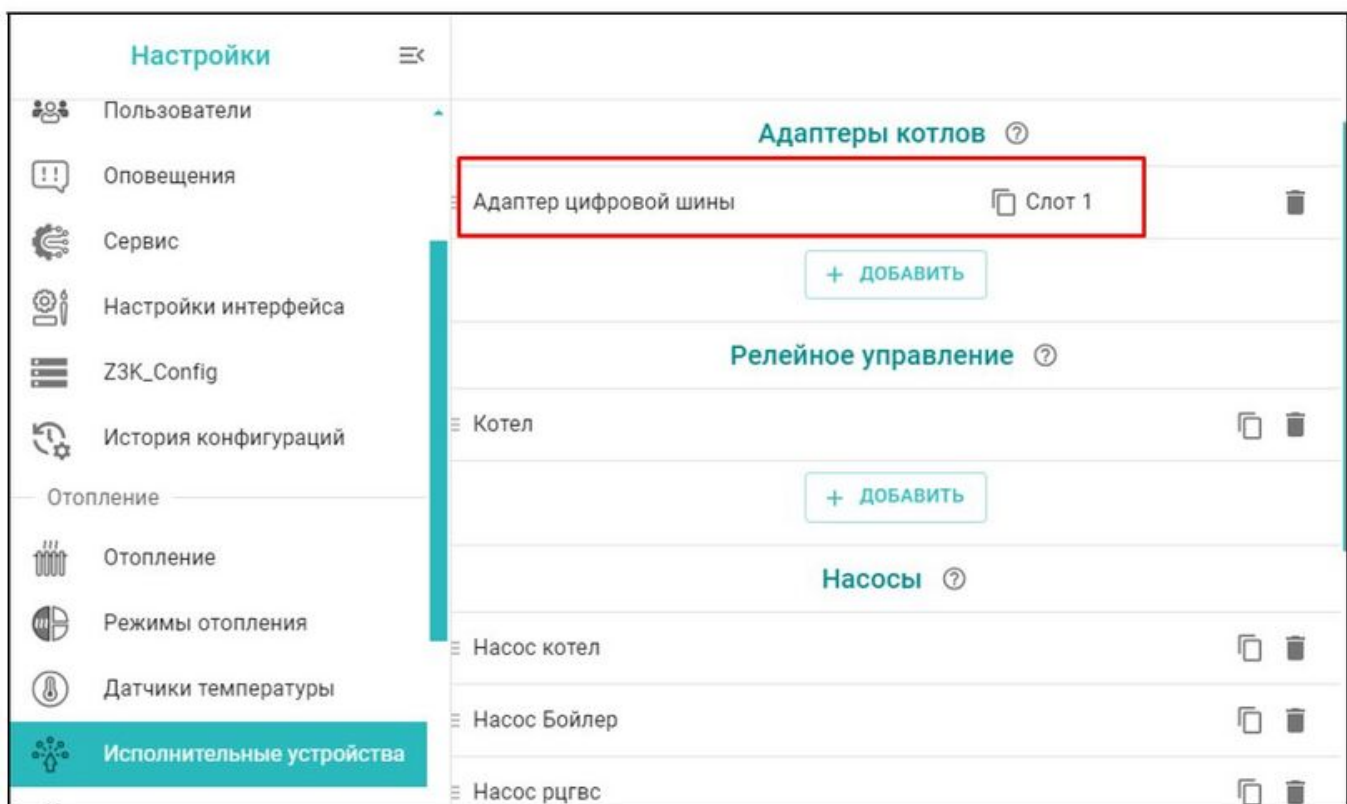 Настройки
Пользователи
Оповещения
Сервис
Настройки интерфейса
Z3K_Config
История конфигураций
Отопление
Отопление
Режимы отопления
Датчики температуры
Исполнительные устройства
Адаптеры котлов
Адаптер цифровой шины Слот 1
+ ДОБАВИТЬ
Релейное управление
Котел
+ ДОБАВИТЬ
Насосы
Насос котел
Насос Бойлер
Насос рцгвс